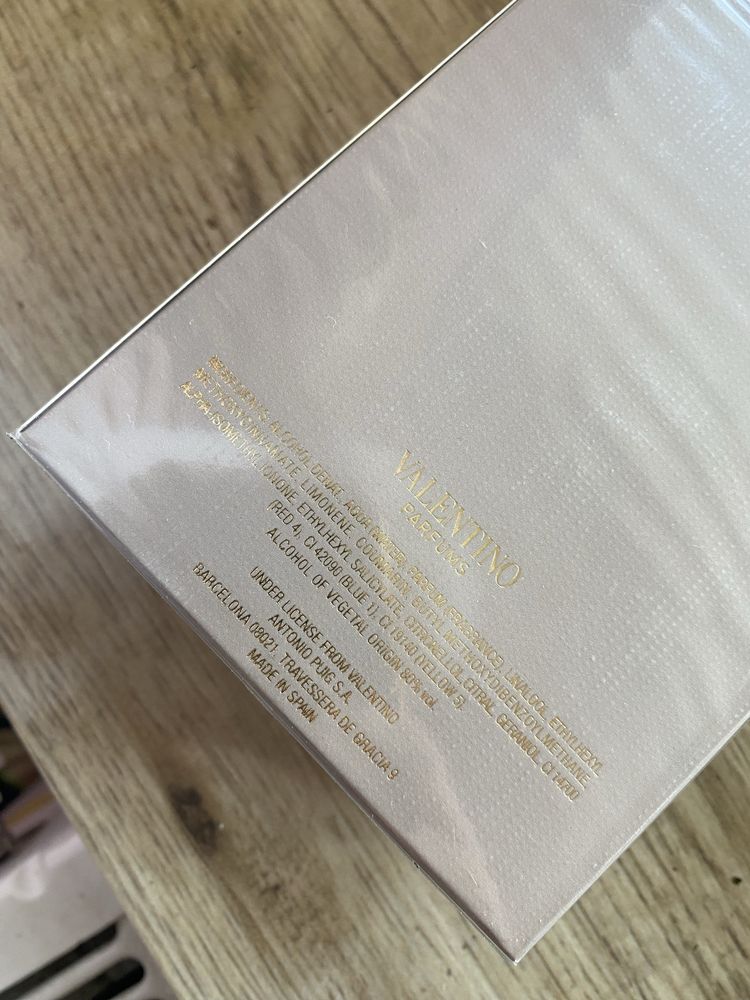 VALENTINO
PARFUMS
INGREDIENTS: ALCOHOL DENAT., AQUA (WATER), PARFUM (FRAGRANCE), LINALOOL, ETHYLHEXYL
METHOXYCINNAMATE, LIMONENE, COUMARIN, BUTYL METHOXYDIBENZOYLMETHANE,
ALPHA-ISOMETHYL IONONE, ETHYLHEXYL SALICYLATE, CITRONELLOL, CITRAL, GERANIOL, CI 14700
(RED 4), CI 42090 (BLUE 1), CI 19140 (YELLOW 5).
ALCOHOL OF VEGETAL ORIGIN 80% vol.
UNDER LICENSE FROM VALENTINO
ANTONIO PUIG, S.A.
BARCELONA 08021, TRAVESSERA DE GRACIA 9
MADE IN SPAIN